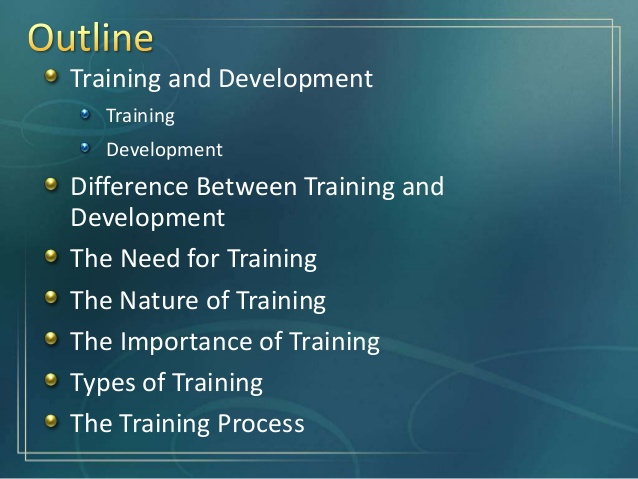 Outline
Training and Development
Training
Development
Difference Between Training and
Development
The Need for Training
The Nature of Training
The Importance of Training
Types of Training
The Training Process